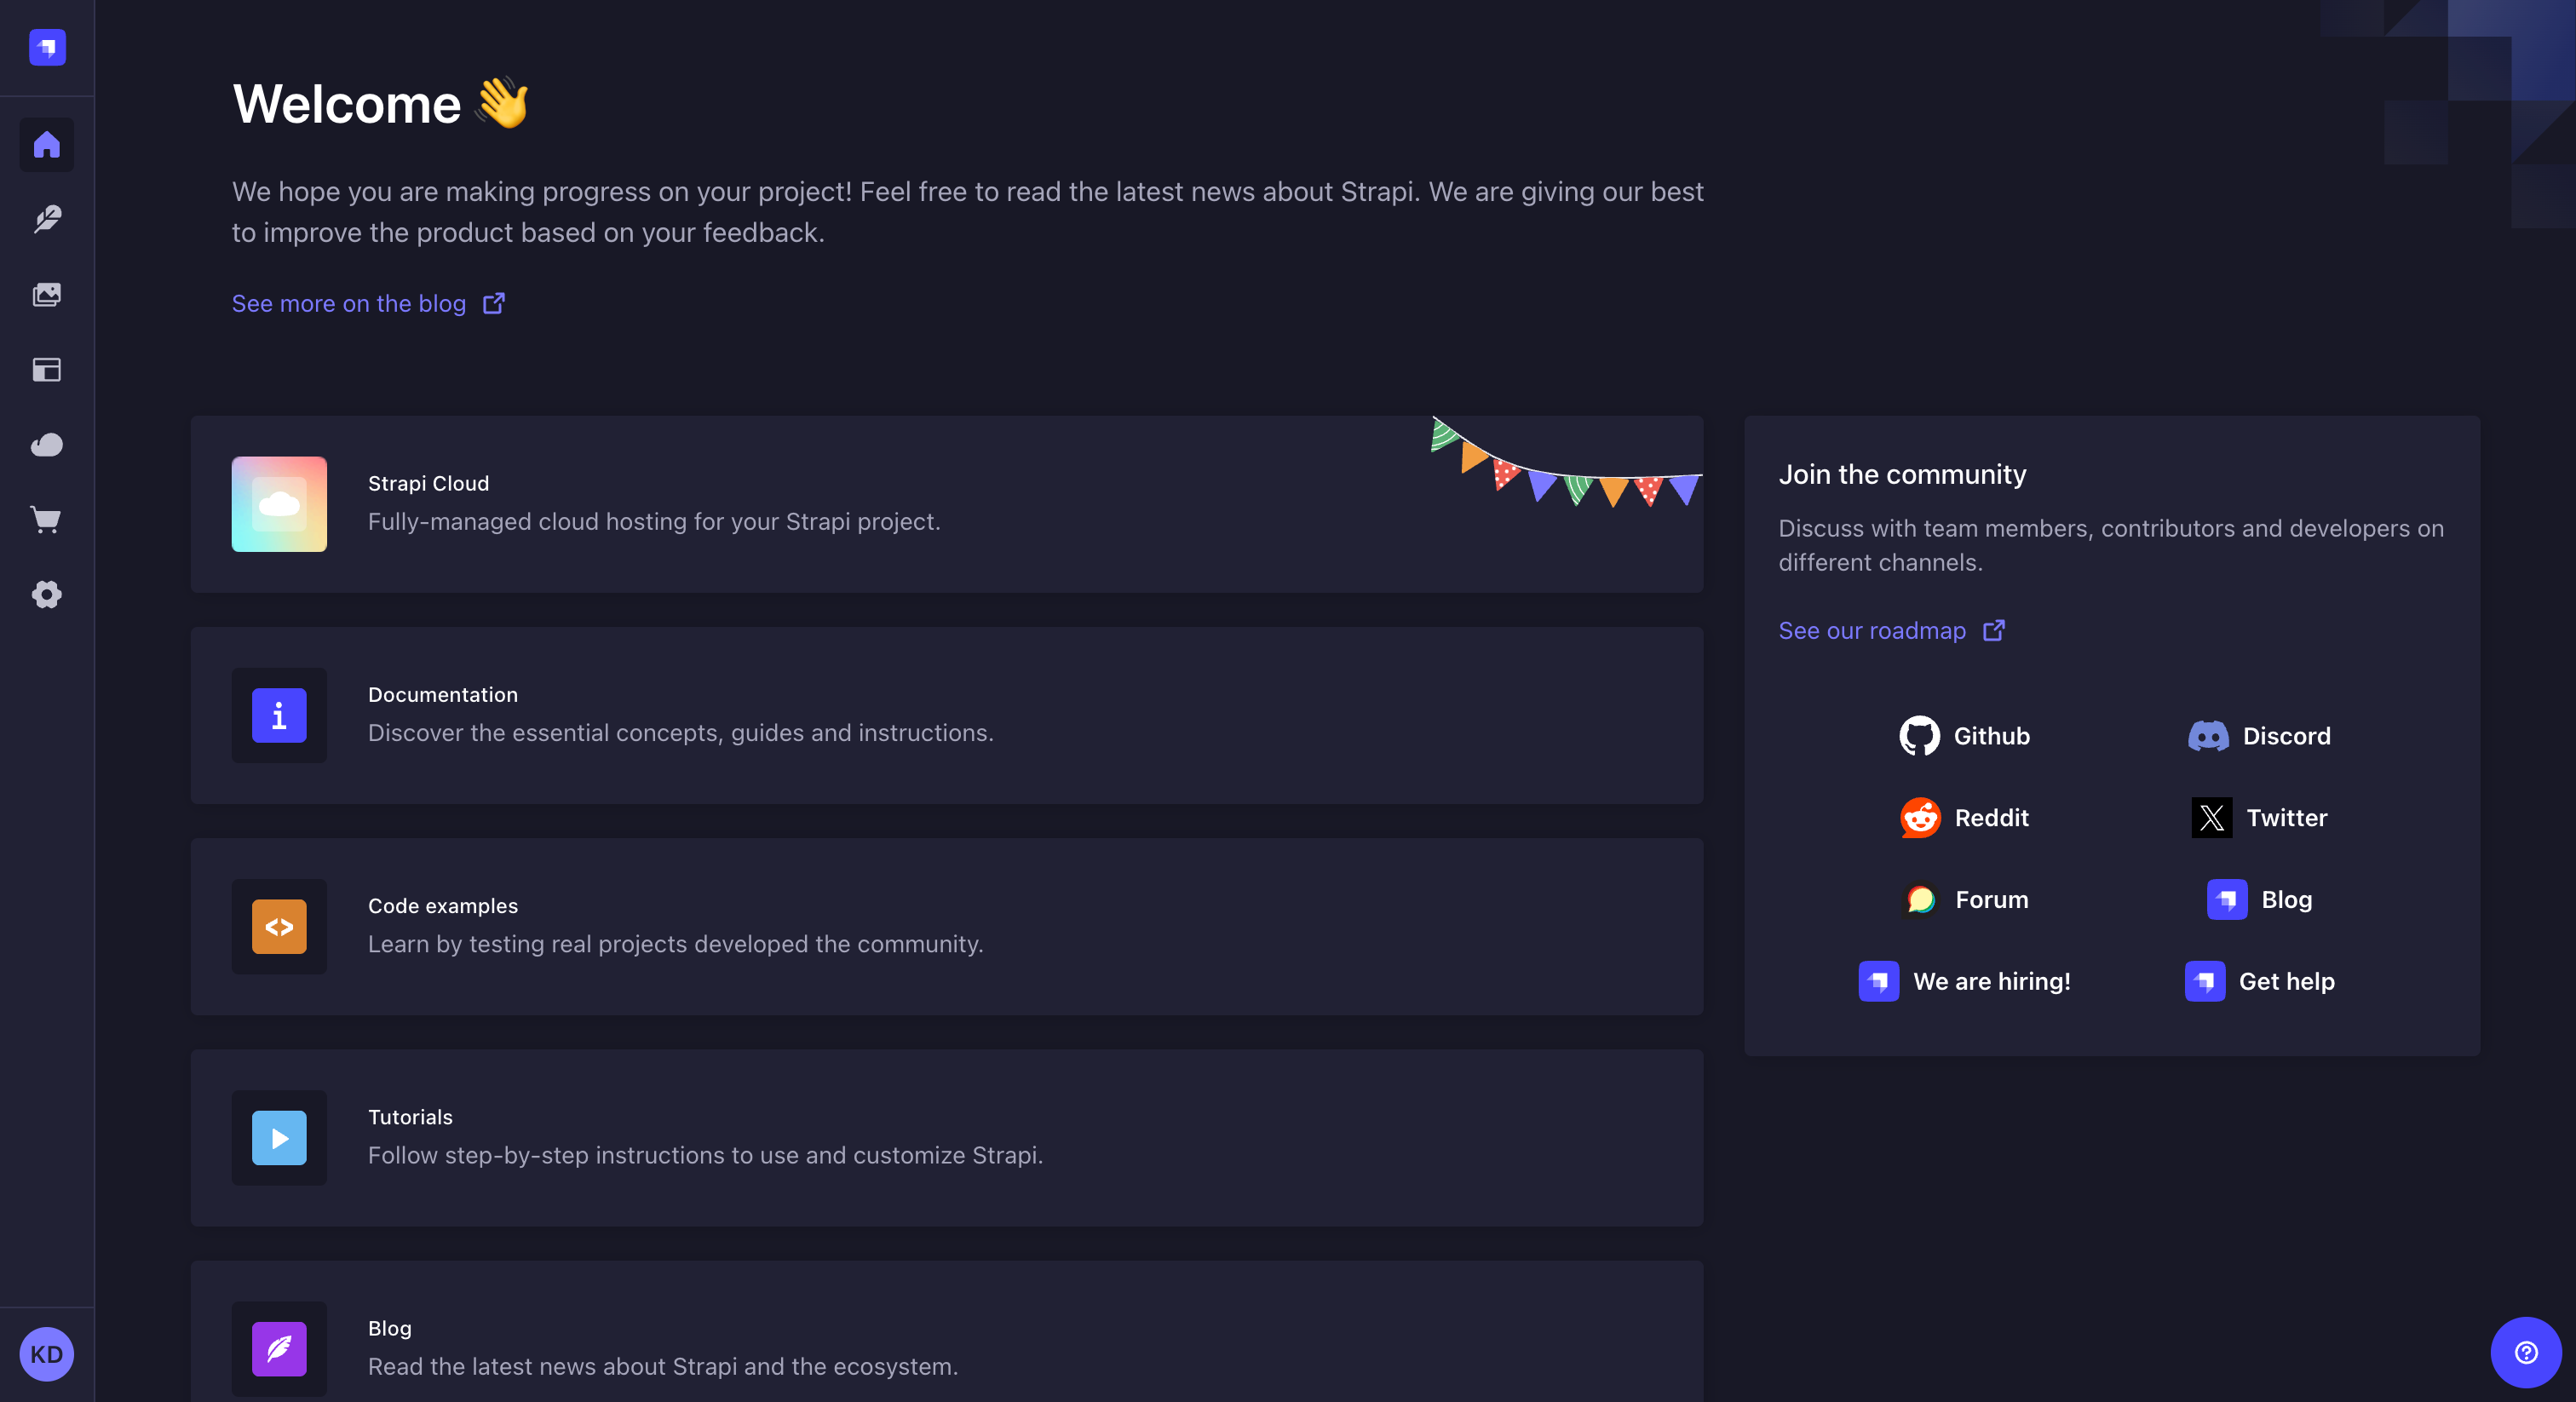 Welcome 👋
We hope you are making progress on your project! Feel free to read the latest news about Strapi. We are giving our best
to improve the product based on your feedback.
See more on the blog
Strapi Cloud
Fully-managed cloud hosting for your Strapi project.
Documentation
Discover the essential concepts, guides and instructions.
Code examples
Learn by testing real projects developed the community.
Tutorials
Follow step-by-step instructions to use and customize Strapi.
Blog
Read the latest news about Strapi and the ecosystem.
Join the community
Discuss with team members, contributors and developers on
different channels.
See our roadmap
Github
Discord
Reddit
Twitter
Forum
Blog
We are hiring!
Get help
KD